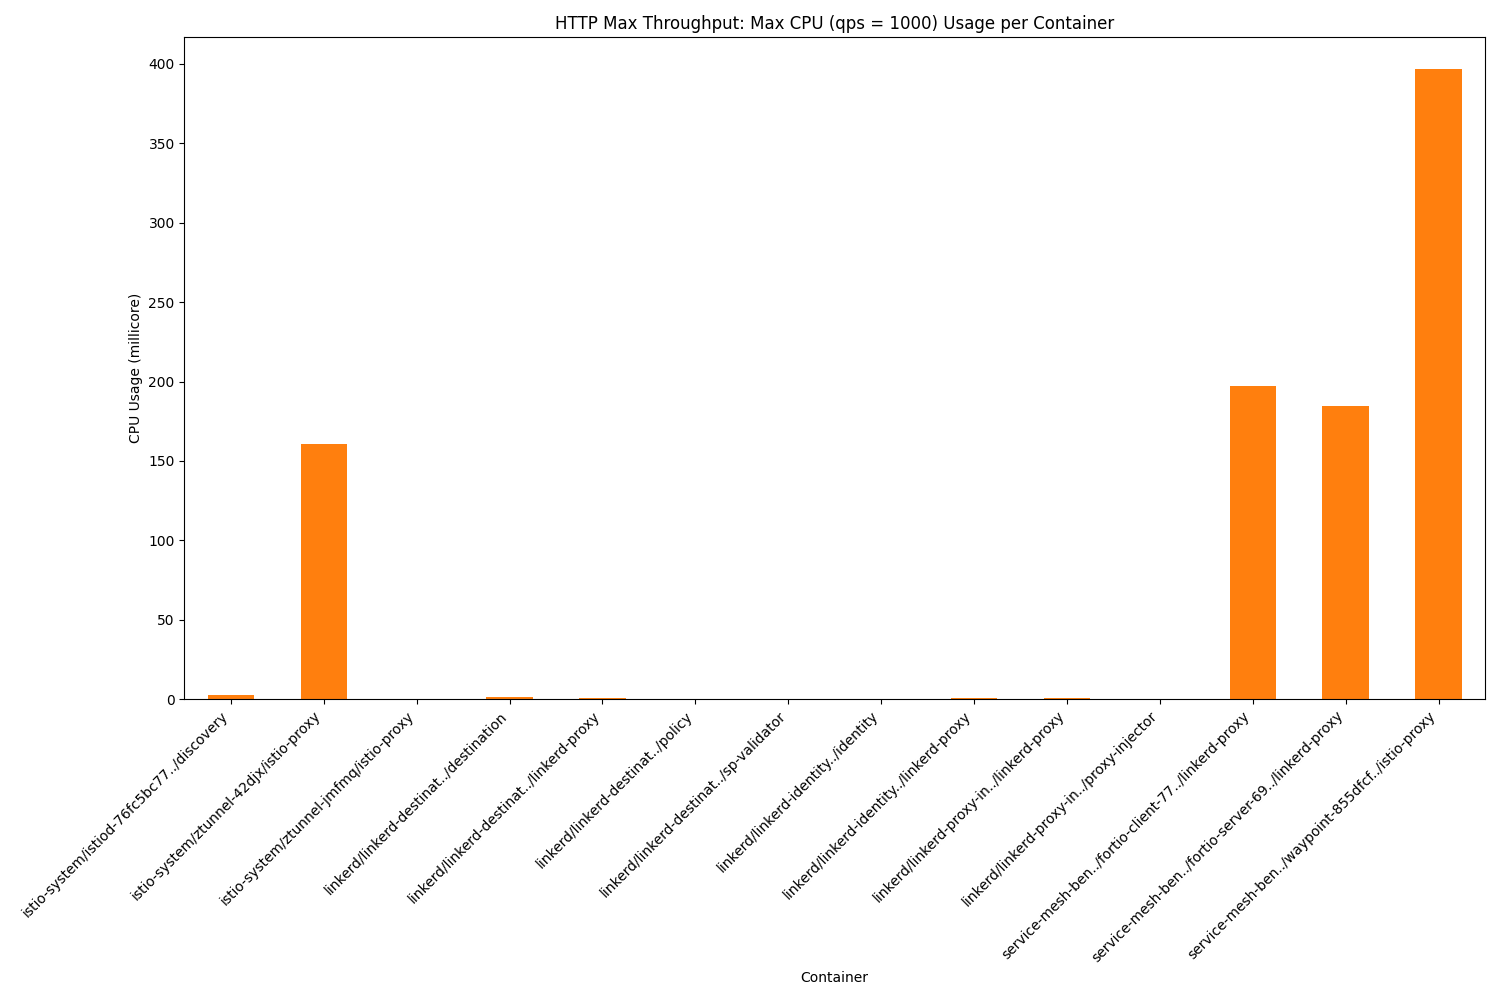 HTTP Max Throughput: Max CPU (qps = 1000) Usage per Container
CPU Usage (millicore)
400
350
300
250
200
150
100
50
0
istio-system/istiod-76fc5bc77../discovery
istio-system/ztunnel-42djx/istio-proxy
istio-system/ztunnel-jmfmq/istio-proxy
linkerd/linkerd-destinat../destination
linkerd/linkerd-destinat../linkerd-proxy
linkerd/linkerd-destinat../policy
linkerd/linkerd-destinat../sp-validator
linkerd/linkerd-identity../identity
linkerd/linkerd-identity../linkerd-proxy
linkerd/linkerd-proxy-in../linkerd-proxy
linkerd/linkerd-proxy-in../proxy-injector
service-mesh-ben../fortio-client-77../linkerd-proxy
service-mesh-ben../fortio-server-69../linkerd-proxy
service-mesh-ben../waypoint-855dfcf../istio-proxy
Container